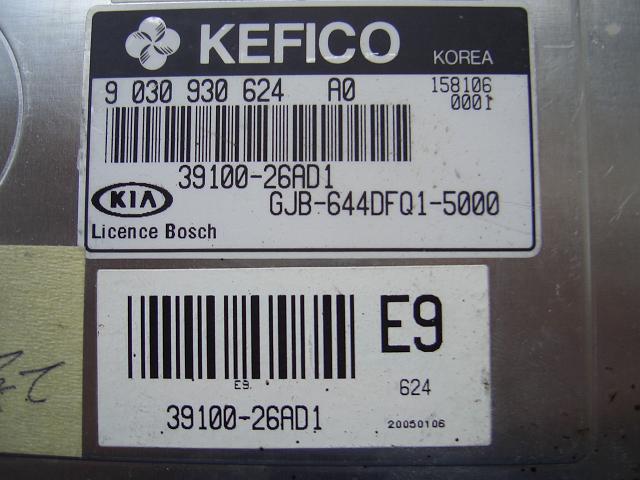 KEFICO KOREA
9 030 930 624 A0 158106
0001
39100-26AD1
KIA GJB-644DFQ1-5000
Licence Bosch
E9
E9
624
39100-26AD1 20050106